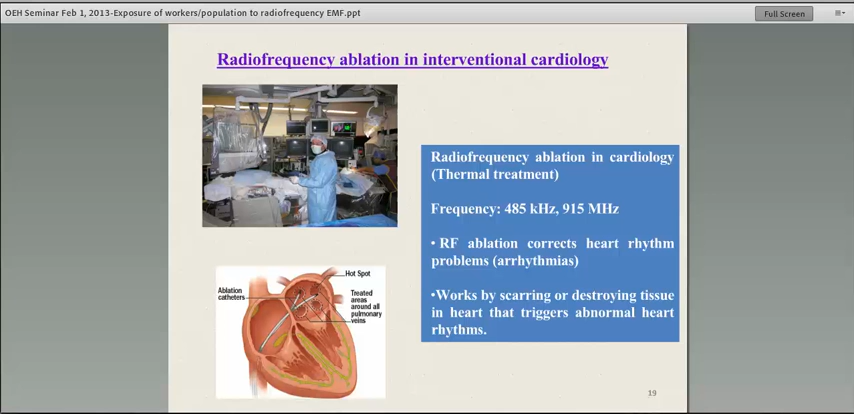 OEH Seminar Feb 1, 2013-Exposure of workers/population to radiofrequency EMF.ppt
Full Screen
Radiofrequency ablation in interventional cardiology
Radiofrequency ablation in cardiology
(Thermal treatment)
Frequency: 485 kHz, 915 MHz
• RF ablation corrects heart rhythm
problems (arrhythmias)
•Works by scarring or destroying tissue
in heart that triggers abnormal heart
rhythms.
Hot Spot
Ablation
catheters
Treated
areas
around all
pulmonary
veins
19